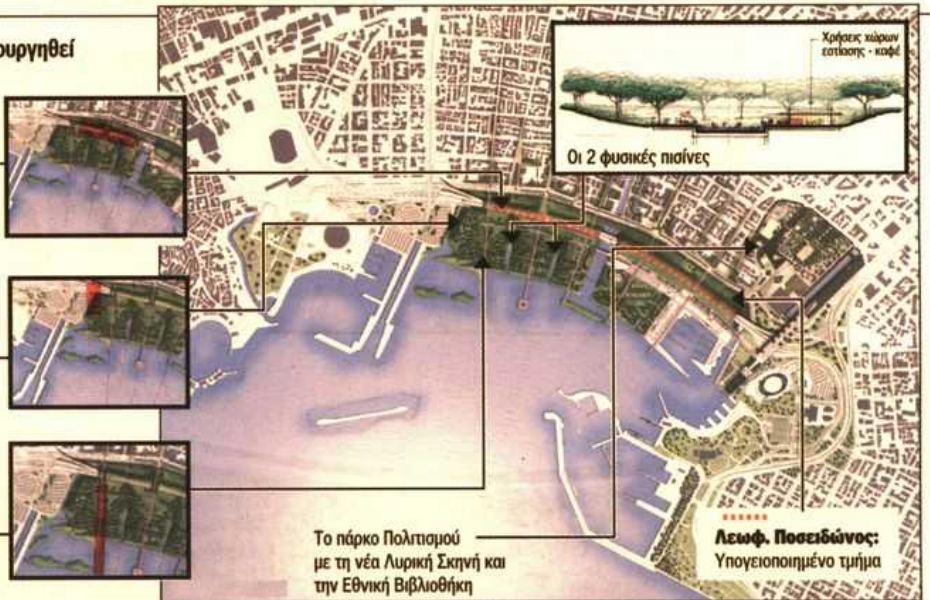 ουργηθεί
Χρήσεις χώρων
εστίασης - καφέ
Οι 2 φυσικές πισίνες
Το πάρκο Πολιτισμού
με τη νέα Λυρική Σκηνή και
την Εθνική Βιβλιοθήκη
Λεωφ. Ποσειδώνος:
Υπογειοποιημένο τμήμα